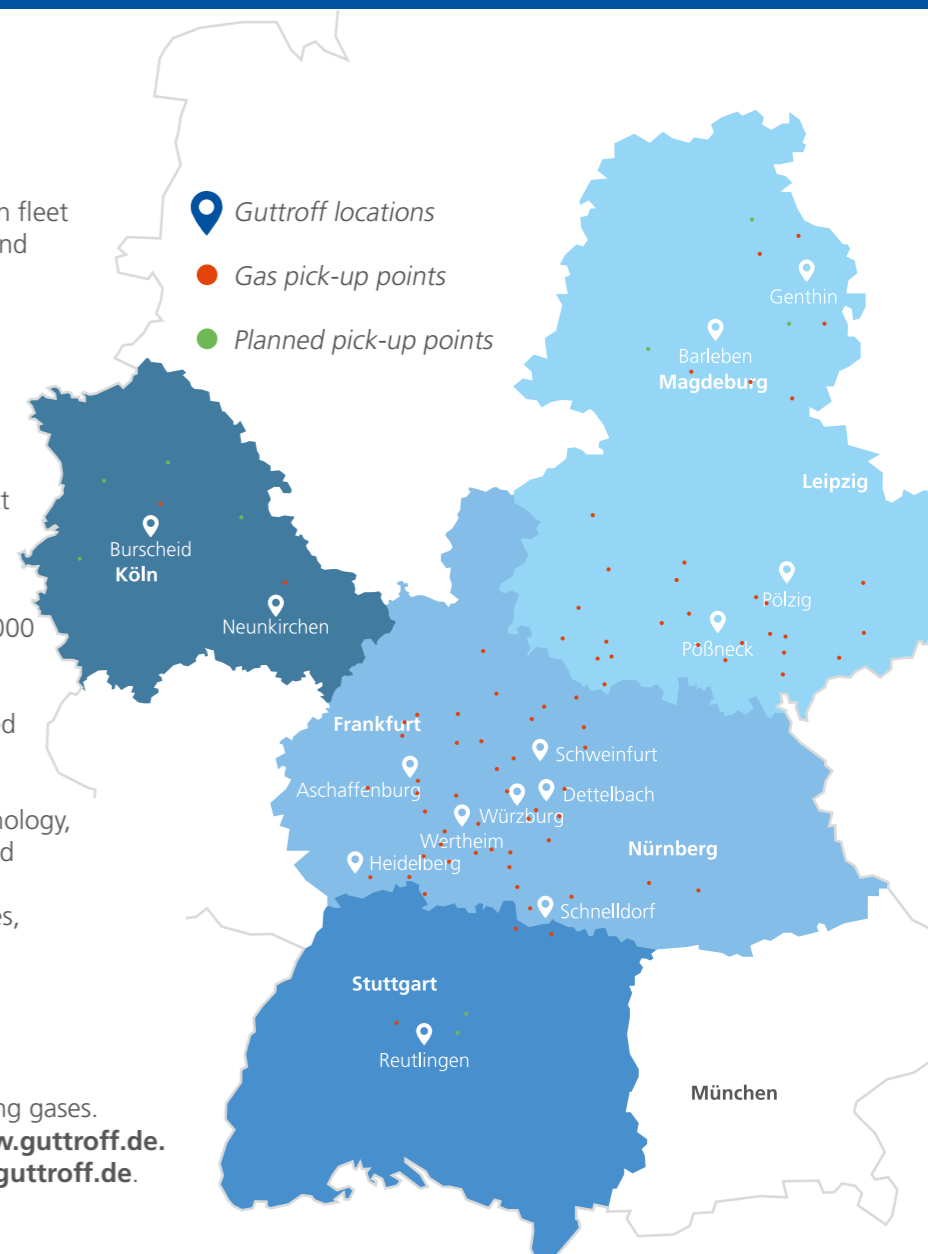 n fleet
nd
ct
000
ed
nology,
d
es,
ng gases.
w.guttroff.de.
guttroff.de.
Guttroff locations
Gas pick-up points
Planned pick-up points
Genthin
Barleben
Magdeburg
Leipzig
Burscheid
Köln
Neunkirchen
Pölzig
Pößneck
Frankfurt
Schweinfurt
Aschaffenburg
Dettelbach
Würzburg
Wertheim
Nürnberg
Heidelberg
Schnelldorf
Stuttgart
Reutlingen
München